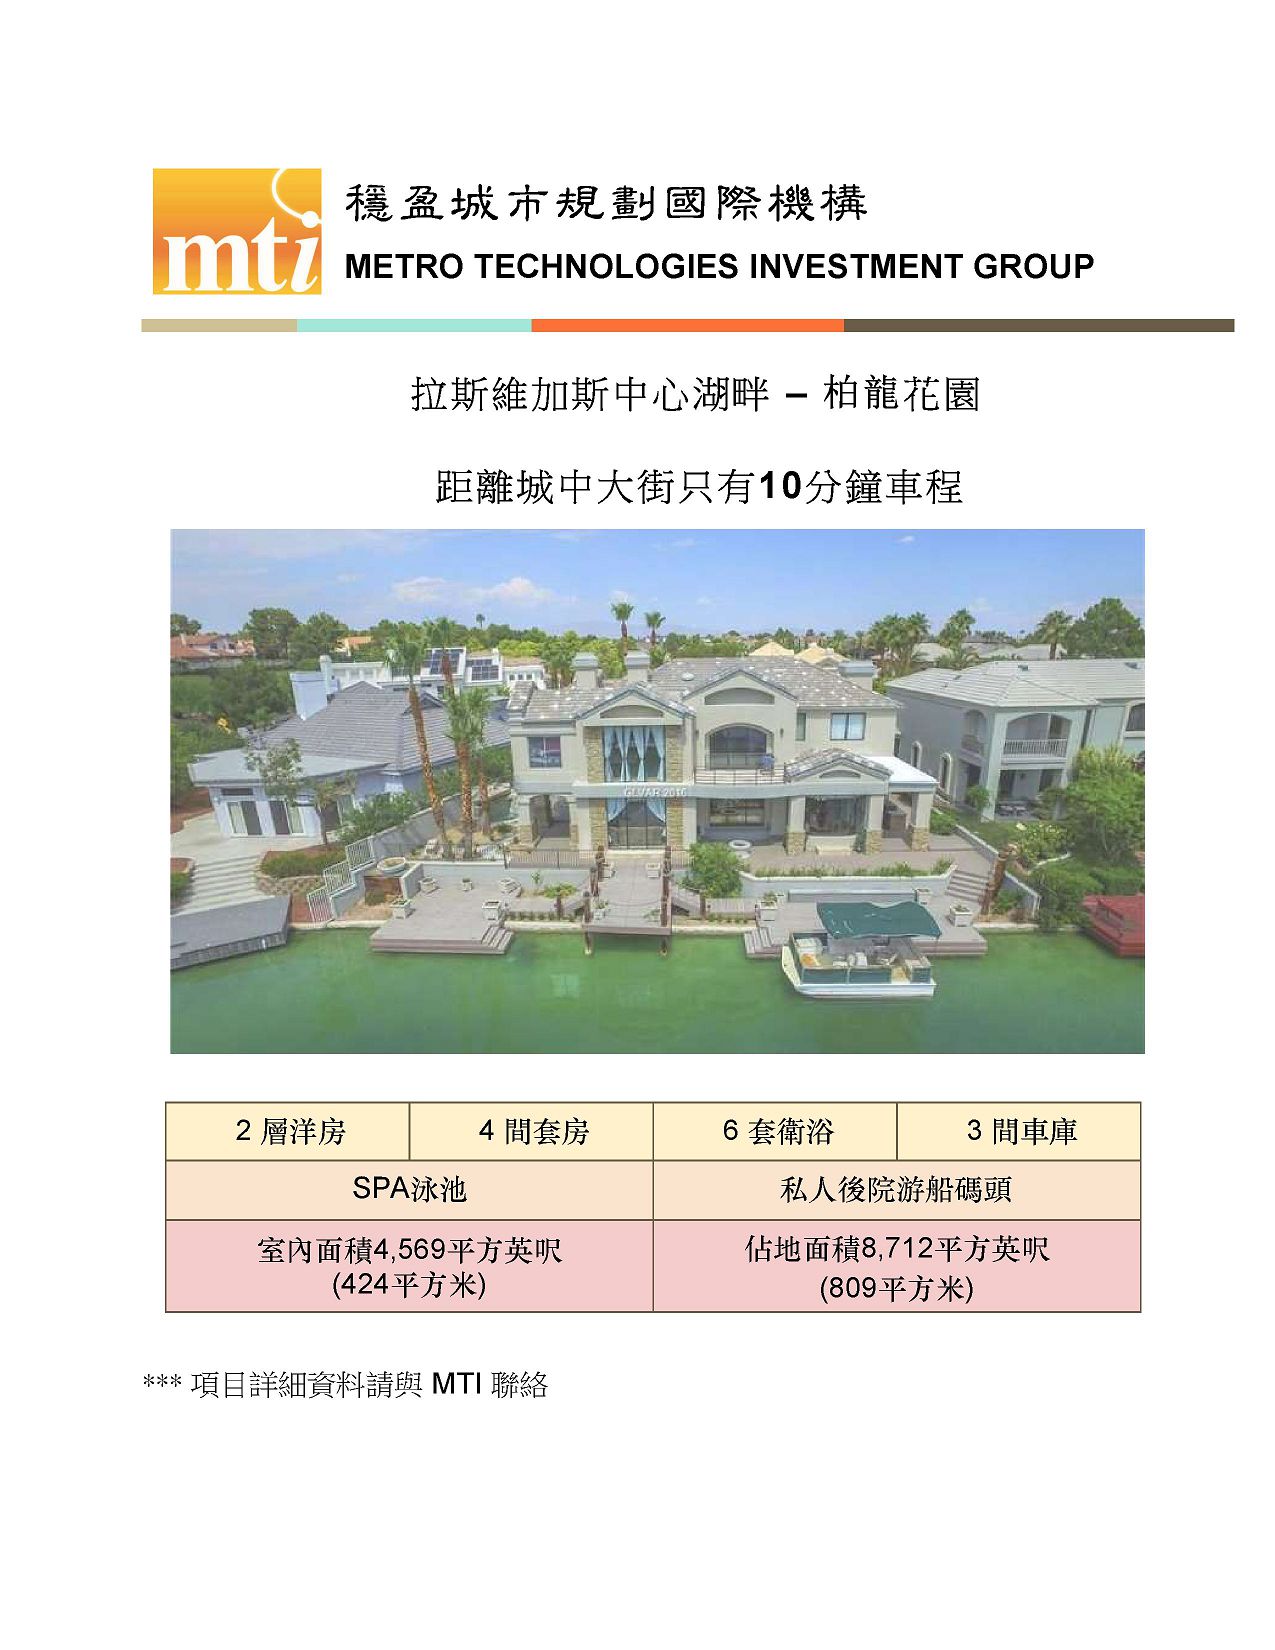 mti
穩盈城市規劃國際機構
METRO TECHNOLOGIES INVESTMENT GROUP
拉斯維加斯中心湖畔 – 柏龍花園
距離城中大街只有10分鐘車程
GLVAR 2016
2 層洋房
4 間套房
6 套衛浴
3 間車庫
SPA泳池
私人後院游船碼頭
室內面積4,569平方英呎
(424平方米)
佔地面積8,712平方英呎
(809平方米)
*** 項目詳細資料請與 MTI 聯絡